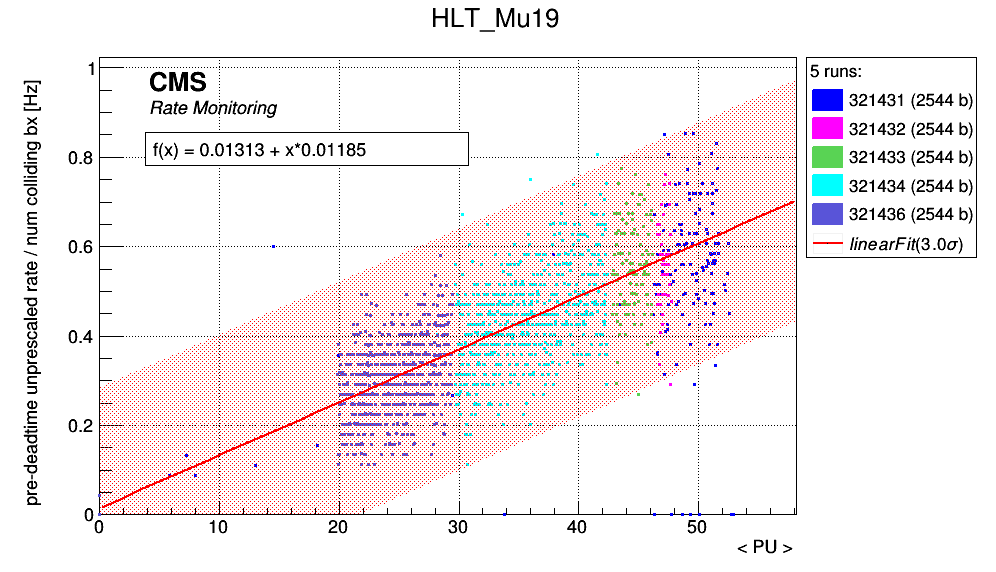 HLT_Mu19
pre-deadtime unprescaled rate / num colliding bx [Hz]
1
0.8
0.6
0.4
0.2
0
CMS
Rate Monitoring
f(x) = 0.01313 + x*0.01185
0 10 20 30 40 50
< PU >
5 runs:
321431 (2544 b)
321432 (2544 b)
321433 (2544 b)
321434 (2544 b)
321436 (2544 b)
linearFit(3.0σ)